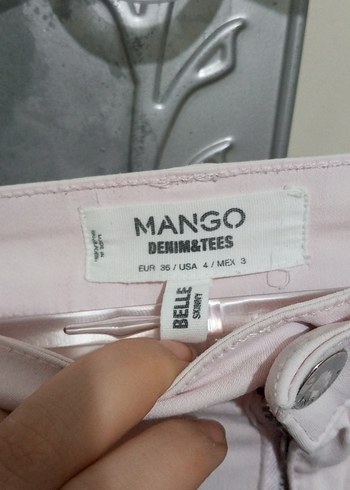 MANGO
DENIM&TEES
EUR 36 / USA 4 / MEX 3
BELLE
SKINNY